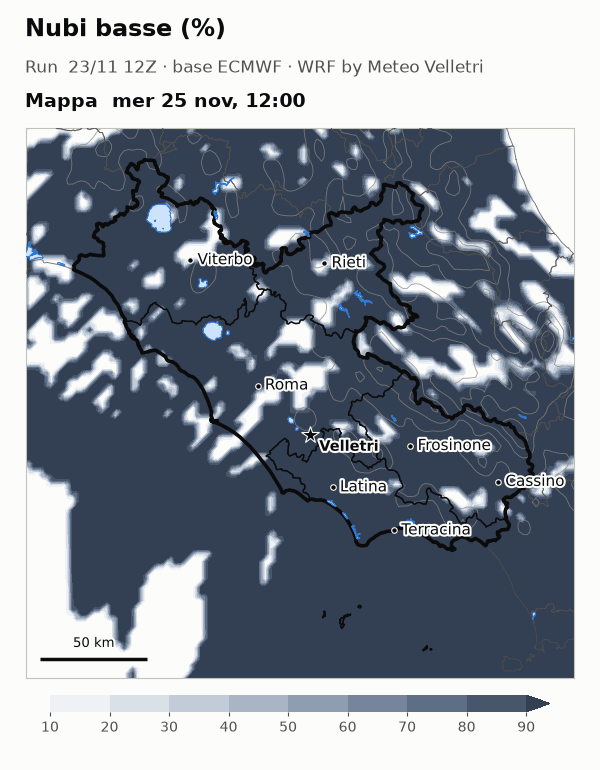 Nubi basse (%)
Run  23/11 12Z · base ECMWF · WRF by Meteo Velletri
Mappa  mer 25 nov, 12:00
Viterbo
Rieti
Roma
Velletri
Frosinone
Latina
Cassino
Terracina
50 km
10 20 30 40 50 60 70 80 90